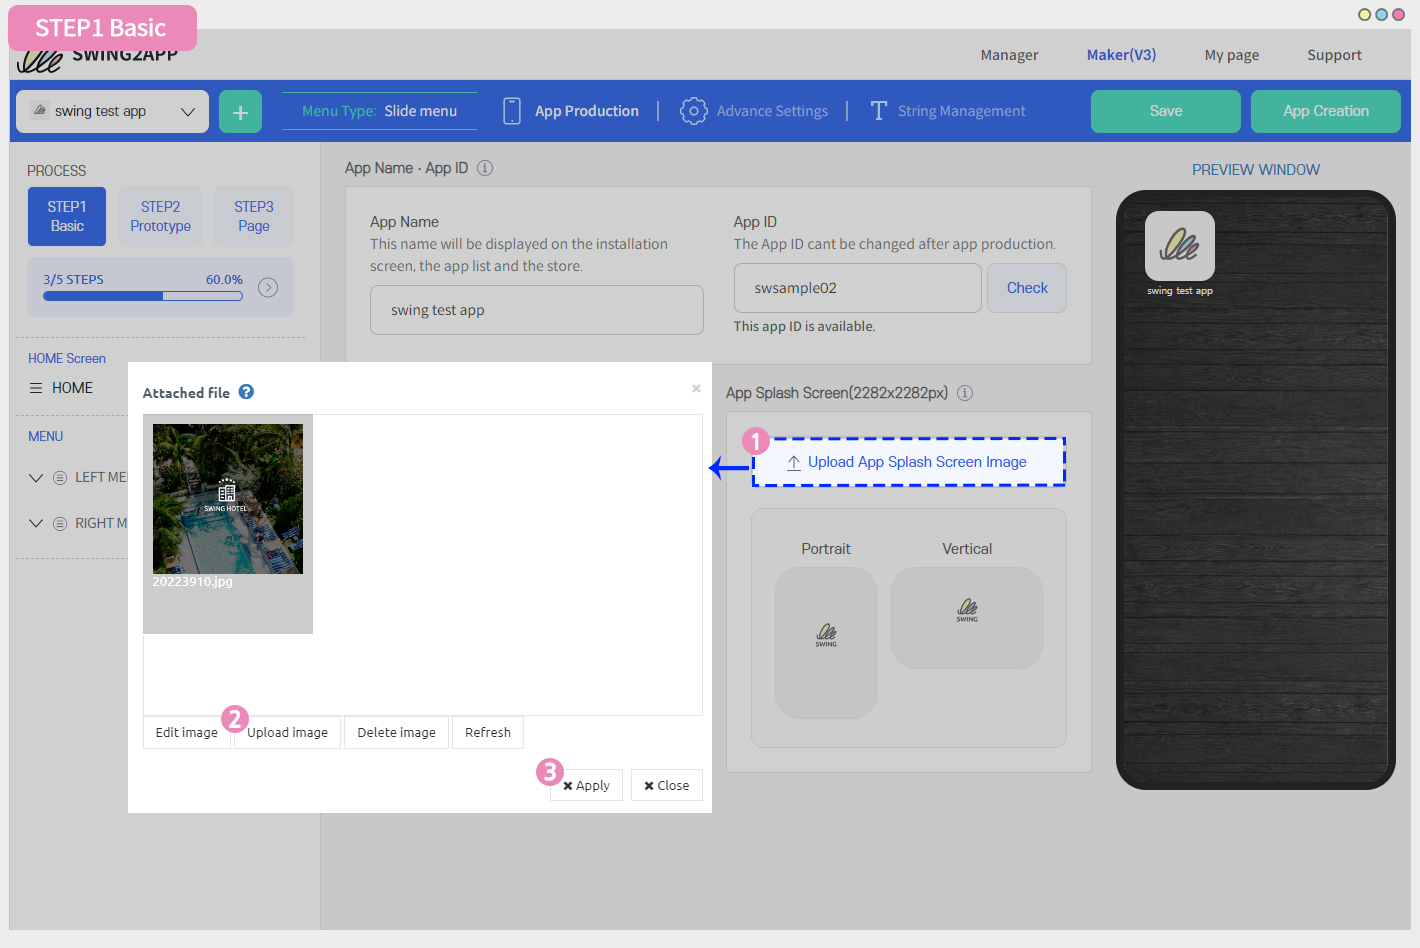 STEP1 Basic
SWING2APP
Manager
Maker(V3)
My page
Support
swing test app
+
Menu Type: Slide menu
App Production
Advance Settings
String Management
Save
App Creation
PROCESS
STEP1
Basic
STEP2
Prototype
STEP3
Page
3/5 STEPS
60.0%
HOME Screen
HOME
MENU
LEFT ME
RIGHT M
App Name · App ID
App Name
This name will be displayed on the installation
screen, the app list and the store.
swing test app
App ID
The App ID cant be changed after app production.
swsample02
Check
This app ID is available.
Attached file
SWING HOTEL
20223910.jpg
Edit image
2
Upload image
Delete image
Refresh
3
Apply
Close
App Splash Screen(2282x2282px)
1
Upload App Splash Screen Image
Portrait
SWING
Vertical
SWING
PREVIEW WINDOW
swing test app